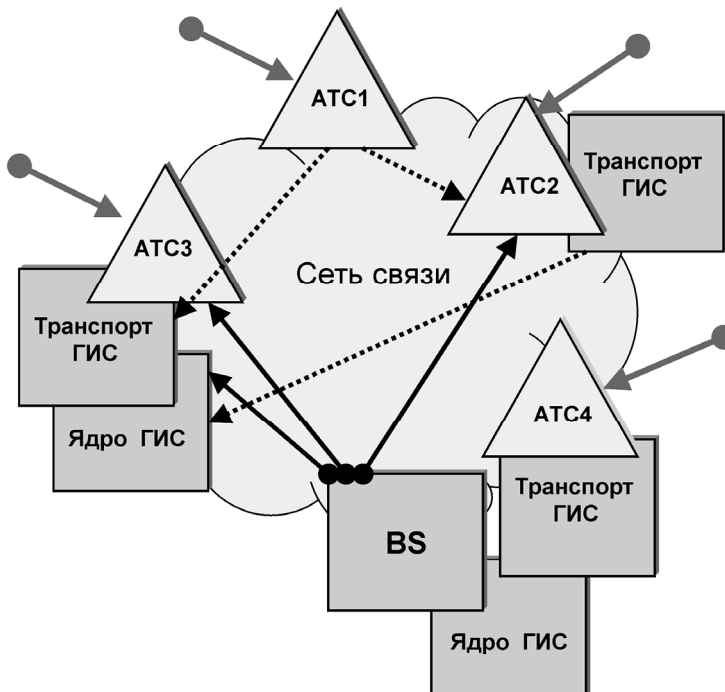 АТС1
АТС2
Транспорт
ГИС
АТС3
Сеть связи
Транспорт
ГИС
Ядро ГИС
АТС4
Транспорт
ГИС
BS
Ядро ГИС